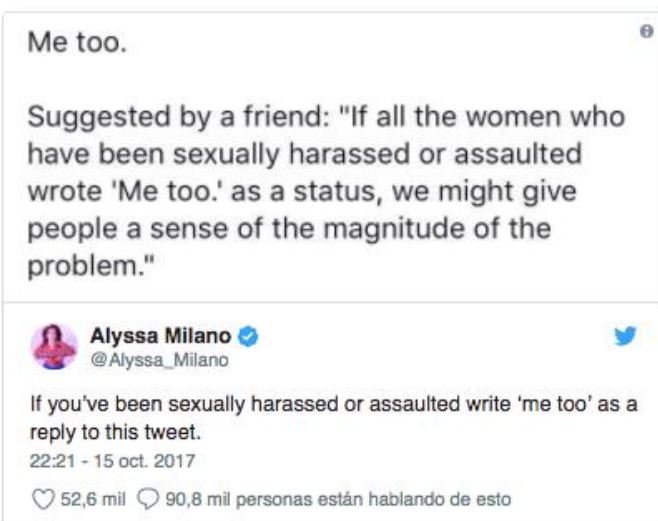 Me too.
Suggested by a friend: "If all the women who
have been sexually harassed or assaulted
wrote 'Me too.' as a status, we might give
people a sense of the magnitude of the
problem."
Alyssa Milano
@Alyssa_Milano
If you've been sexually harassed or assaulted write ‘me too’ as a
reply to this tweet.
22:21 - 15 oct. 2017
52,6 mil 90,8 mil personas están hablando de esto